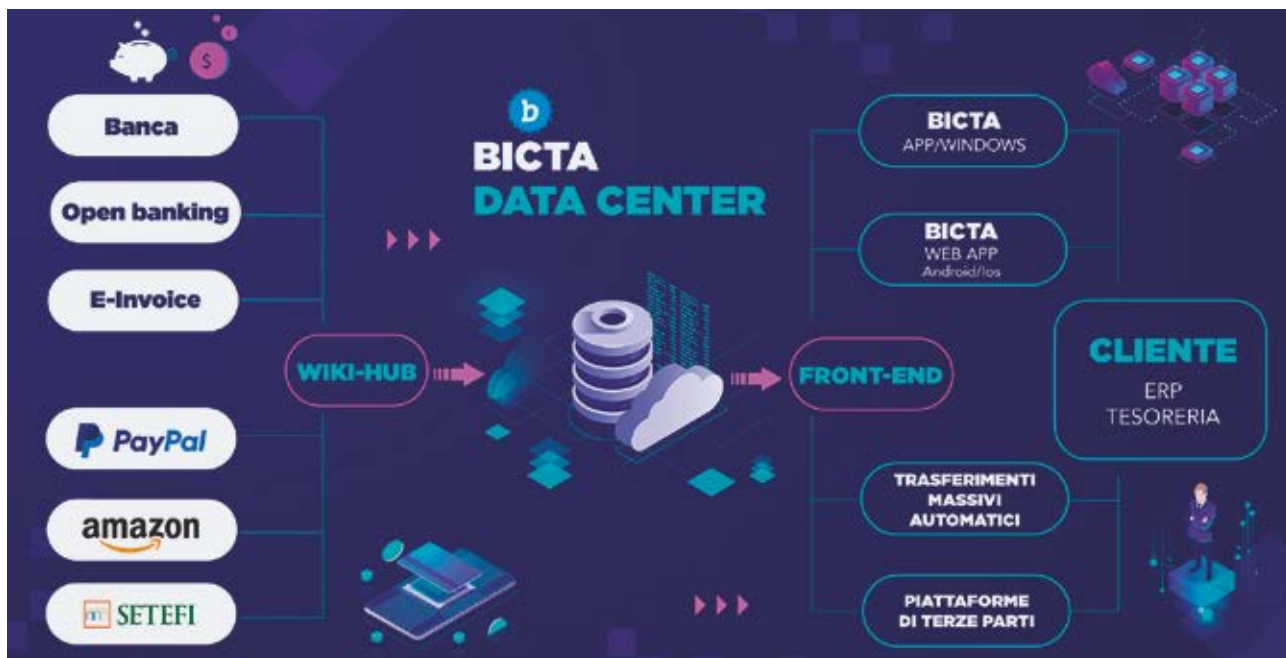 Banca
Open banking
E-Invoice
PayPal
amazon
SETEFI
WIKI-HUB
b
BICTA
DATA CENTER
FRONT-END
BICTA
APP/WINDOWS
BICTA
WEB APP
Android/Ios
CLIENTE
ERP
TESORERIA
TRASFERIMENTI
MASSIVI
AUTOMATICI
PIATTAFORME
DI TERZE PARTI